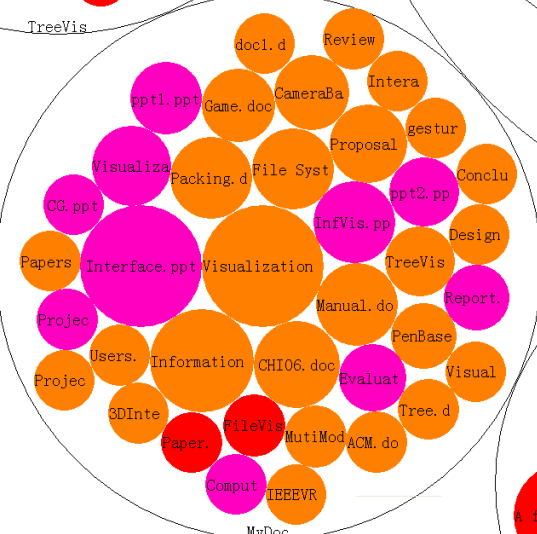 TreeVis
doc1.d
Review
Intera
ppt1.ppt
Game.doc
CameraBa
gestur
Proposal
Visualiza
Packing.d
File Syst
Conclu
ppt2.pp
CG.ppt
InfVis.pp
Design
Papers
Interface.ppt
Visualization
TreeVis
Report.
Manual.do
Projec
PenBase
Users.
Information
CHI06.doc
Visual
Projec
Evaluat
3DInte
Tree.d
FileVis
Paper.
MutiMod
ACM.do
Comput
IEEEVR
A f
MyDoc